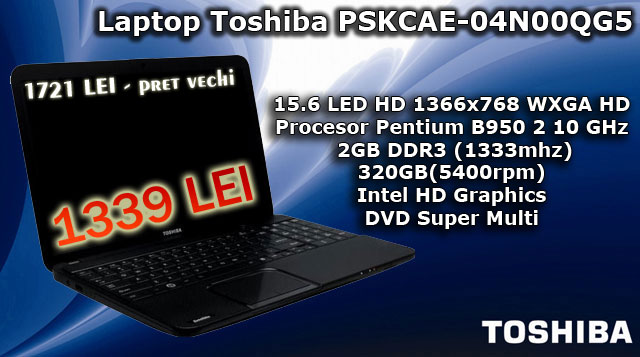 Laptop Toshiba PSKCAE-04N00QG5
1721 LEI - pret vechi
1339 LEI
15.6 LED HD 1366x768 WXGA HD
Procesor Pentium B950 2 10 GHz
2GB DDR3 (1333mhz)
320GB(5400rpm)
Intel HD Graphics
DVD Super Multi
TOSHIBA
TOSHIBA